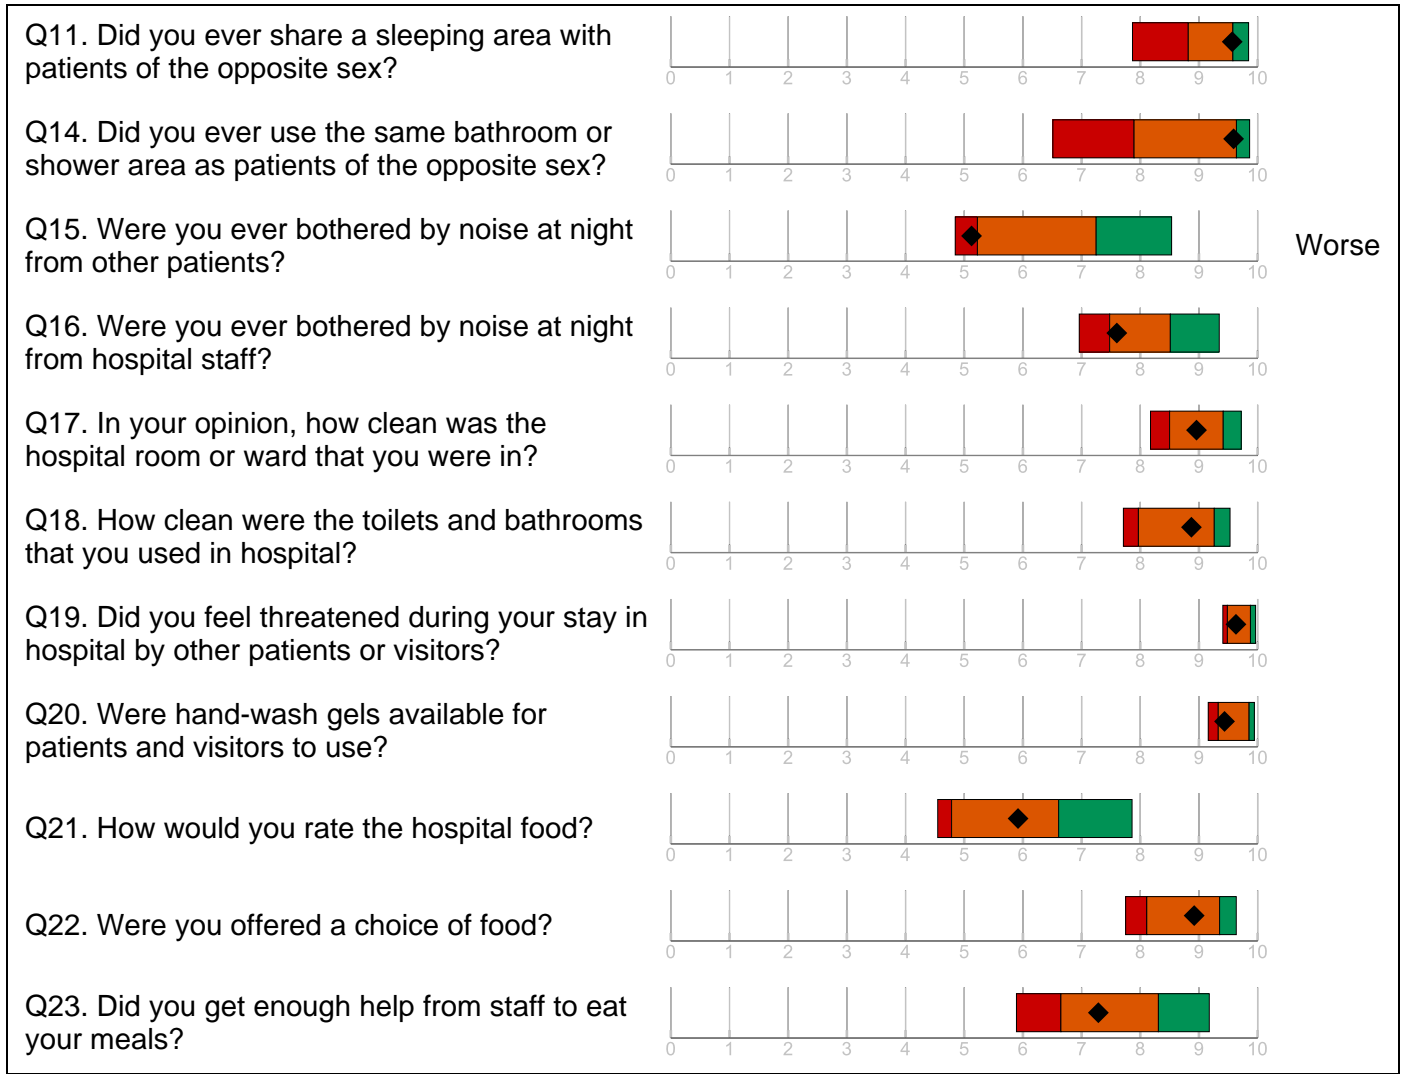 Q11. Did you ever share a sleeping area with
patients of the opposite sex?
0 1 2 3 4 5 6 7 8 9 10
Q14. Did you ever use the same bathroom or
shower area as patients of the opposite sex?
0 1 2 3 4 5 6 7 8 9 10
Q15. Were you ever bothered by noise at night
from other patients?
Worse
0 1 2 3 4 5 6 7 8 9 10
Q16. Were you ever bothered by noise at night
from hospital staff?
0 1 2 3 4 5 6 7 8 9 10
Q17. In your opinion, how clean was the
hospital room or ward that you were in?
0 1 2 3 4 5 6 7 8 9 10
Q18. How clean were the toilets and bathrooms
that you used in hospital?
0 1 2 3 4 5 6 7 8 9 10
Q19. Did you feel threatened during your stay in
hospital by other patients or visitors?
0 1 2 3 4 5 6 7 8 9 10
Q20. Were hand-wash gels available for
patients and visitors to use?
0 1 2 3 4 5 6 7 8 9 10
Q21. How would you rate the hospital food?
0 1 2 3 4 5 6 7 8 9 10
Q22. Were you offered a choice of food?
0 1 2 3 4 5 6 7 8 9 10
Q23. Did you get enough help from staff to eat
your meals?
0 1 2 3 4 5 6 7 8 9 10